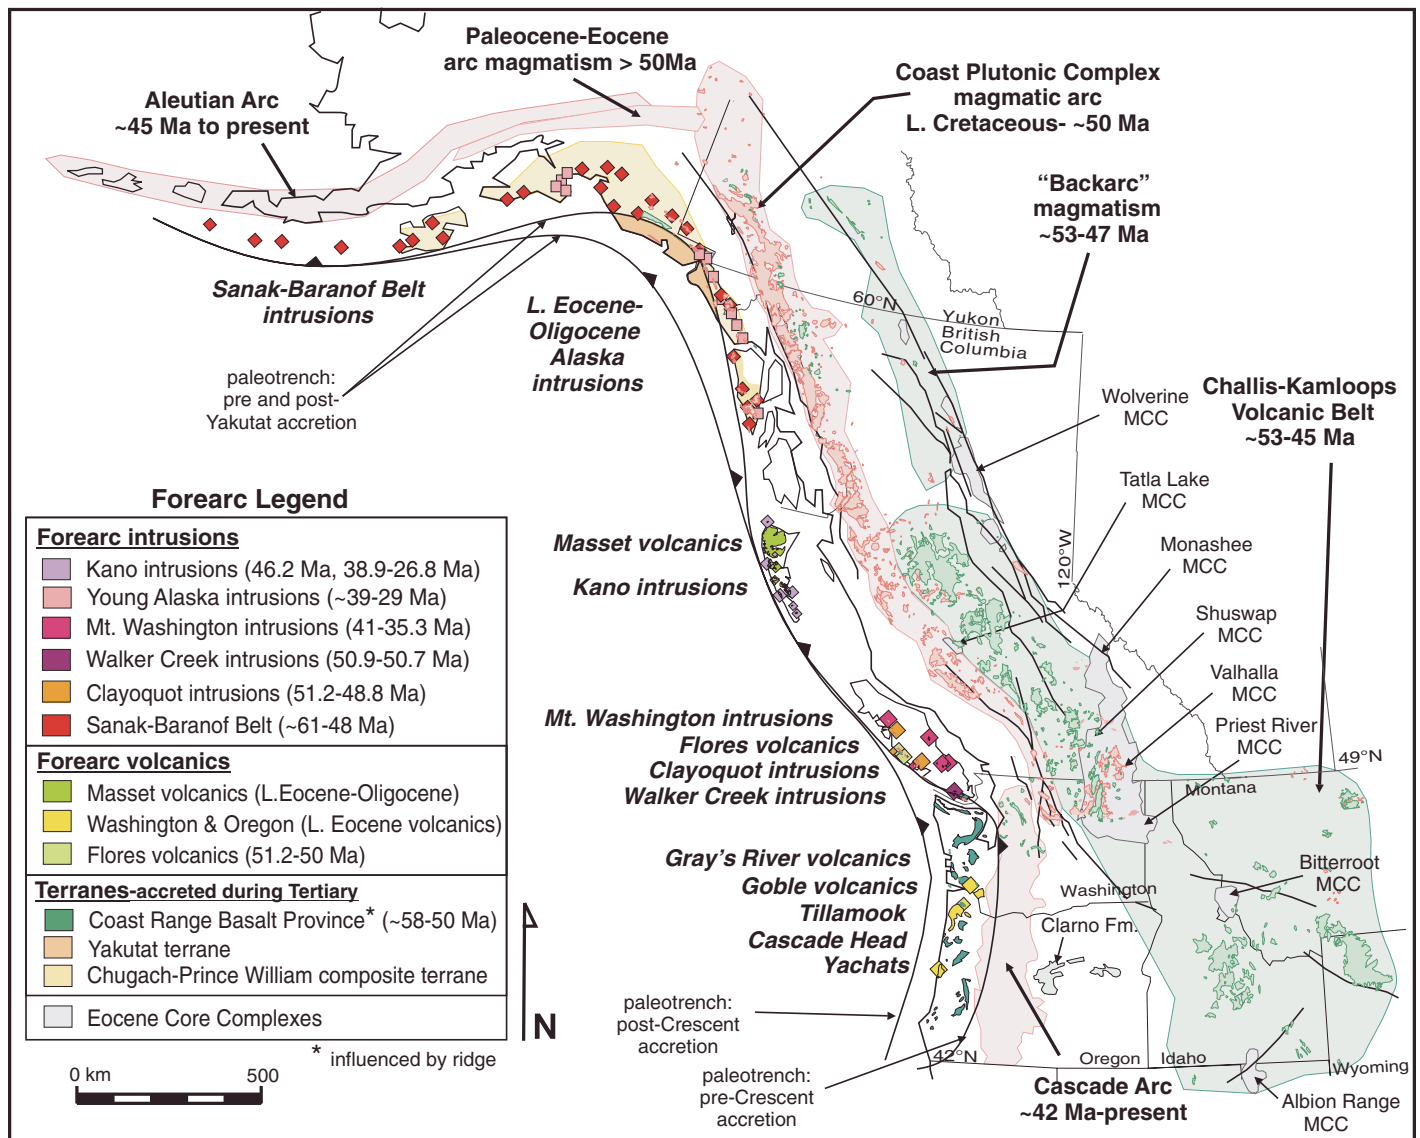 Paleocene-Eocene
arc magmatism > 50Ma
Aleutian Arc
~45 Ma to present
Coast Plutonic Complex
magmatic arc
L. Cretaceous- ~50 Ma
“Backarc”
magmatism
~53-47 Ma
Sanak-Baranof Belt
intrusions
L. Eocene-
Oligocene
Alaska
intrusions
60°N
Yukon
British
Columbia
paleotrench:
pre and post-
Yakutat accretion
Wolverine
MCC
Challis-Kamloops
Volcanic Belt
~53-45 Ma
Tatla Lake
MCC
Monashee
MCC
120°W
Shuswap
MCC
Valhalla
MCC
Priest River
MCC
49°N
Montana
Masset volcanics
Kano intrusions
Mt. Washington intrusions
Flores volcanics
Clayoquot intrusions
Walker Creek intrusions
Gray's River volcanics
Goble volcanics
Tillamook
Cascade Head
Yachats
Washington
Clarno Fm.
Bitterroot
MCC
paleotrench:
post-Crescent
accretion
paleotrench:
pre-Crescent
accretion
42°N
Oregon
Idaho
Wyoming
Cascade Arc
~42 Ma-present
Albion Range
MCC
Forearc Legend
Forearc intrusions
Kano intrusions (46.2 Ma, 38.9-26.8 Ma)
Young Alaska intrusions (~39-29 Ma)
Mt. Washington intrusions (41-35.3 Ma)
Walker Creek intrusions (50.9-50.7 Ma)
Clayoquot intrusions (51.2-48.8 Ma)
Sanak-Baranof Belt (~61-48 Ma)
Forearc volcanics
Masset volcanics (L.Eocene-Oligocene)
Washington & Oregon (L. Eocene volcanics)
Flores volcanics (51.2-50 Ma)
Terranes-accreted during Tertiary
Coast Range Basalt Province* (~58-50 Ma)
Yakutat terrane
Chugach-Prince William composite terrane
Eocene Core Complexes
* influenced by ridge
N
0 km 500